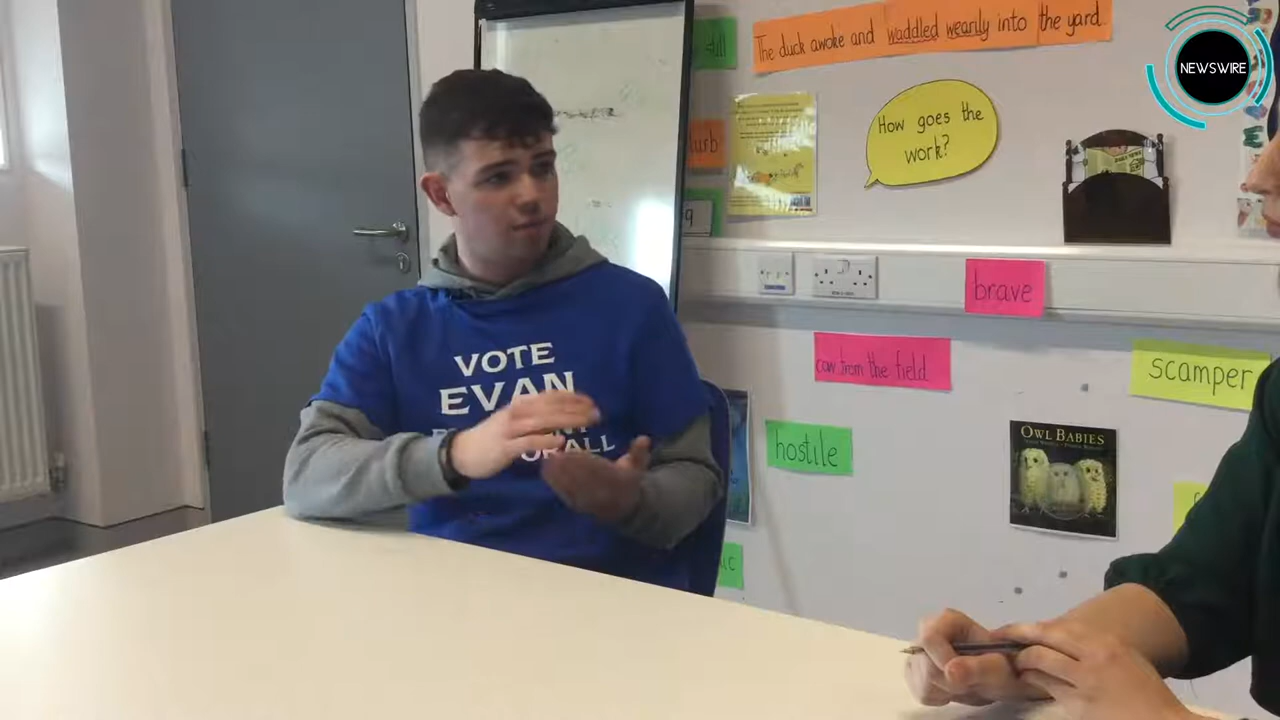 The duck awoke and waddled wearily into the yard.
NEWSWIRE
still
How goes the
work?
brave
cow from the field
scamper
hostile
OWL BABIES
VOTE
EVAN